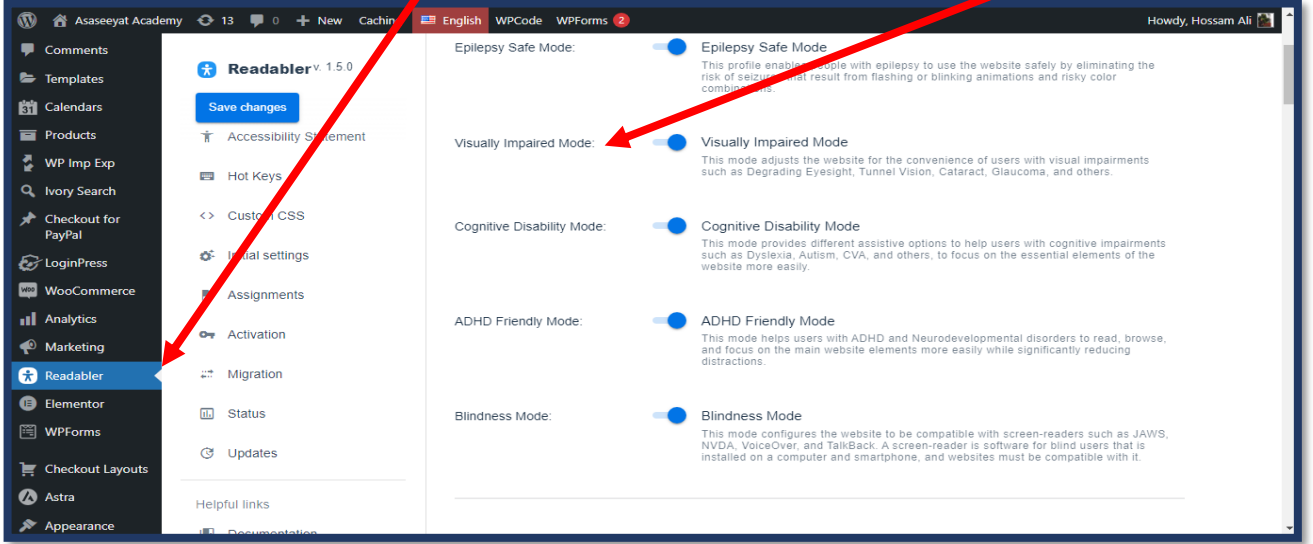 Asaseeyat Academy 13 0 New Cachin English WPCode WPForms 2 Howdy, Hossam Ali
Comments
Templates
31 Calendars
Products
WP Imp Exp
Ivory Search
Checkout for
PayPal
LoginPress
Woo WooCommerce
Analytics
Marketing
Readabler
Elementor
WPForms
Checkout Layouts
Astra
Appearance
Readabler v. 1.5.0
Save changes
Accessibility Statement
Hot Keys
Custom CSS
Initial settings
Assignments
Activation
Migration
Status
Updates
Helpful links
Documentation
Epilepsy Safe Mode:
Epilepsy Safe Mode
This profile enables people with epilepsy to use the website safely by eliminating the
risk of seizures that result from flashing or blinking animations and risky color
combinations.
Visually Impaired Mode:
Visually Impaired Mode
This mode adjusts the website for the convenience of users with visual impairments
such as Degrading Eyesight, Tunnel Vision, Cataract, Glaucoma, and others.
Cognitive Disability Mode:
Cognitive Disability Mode
This mode provides different assistive options to help users with cognitive impairments
such as Dyslexia, Autism, CVA, and others, to focus on the essential elements of the
website more easily.
ADHD Friendly Mode:
ADHD Friendly Mode
This mode helps users with ADHD and Neurodevelopmental disorders to read, browse,
and focus on the main website elements more easily while significantly reducing
distractions.
Blindness Mode:
Blindness Mode
This mode configures the website to be compatible with screen-readers such as JAWS,
NVDA, VoiceOver, and TalkBack. A screen-reader is software for blind users that is
installed on a computer and smartphone, and websites must be compatible with it.